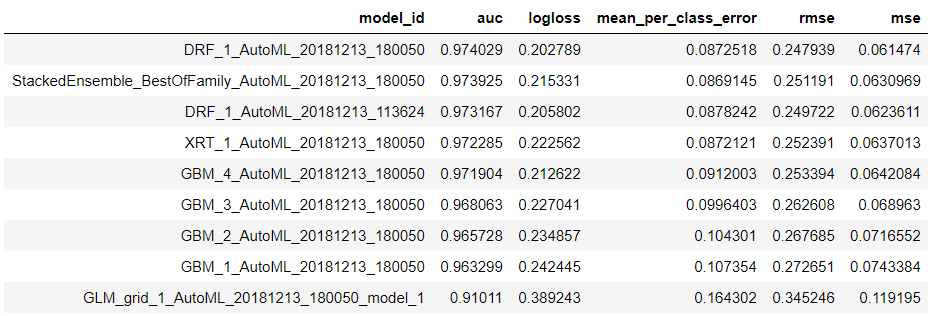 model_id auc logloss mean_per_class_error rmse mse
DRF_1_AutoML_20181213_180050 0.974029 0.202789 0.0872518 0.247939 0.061474
StackedEnsemble_BestOfFamily_AutoML_20181213_180050 0.973925 0.215331 0.0869145 0.251191 0.0630969
DRF_1_AutoML_20181213_113624 0.973167 0.205802 0.0878242 0.249722 0.0623611
XRT_1_AutoML_20181213_180050 0.972285 0.222562 0.0872121 0.252391 0.0637013
GBM_4_AutoML_20181213_180050 0.971904 0.212622 0.0912003 0.253394 0.0642084
GBM_3_AutoML_20181213_180050 0.968063 0.227041 0.0996403 0.262608 0.068963
GBM_2_AutoML_20181213_180050 0.965728 0.234857 0.104301 0.267685 0.0716552
GBM_1_AutoML_20181213_180050 0.963299 0.242445 0.107354 0.272651 0.0743384
GLM_grid_1_AutoML_20181213_180050_model_1 0.91011 0.389243 0.164302 0.345246 0.119195